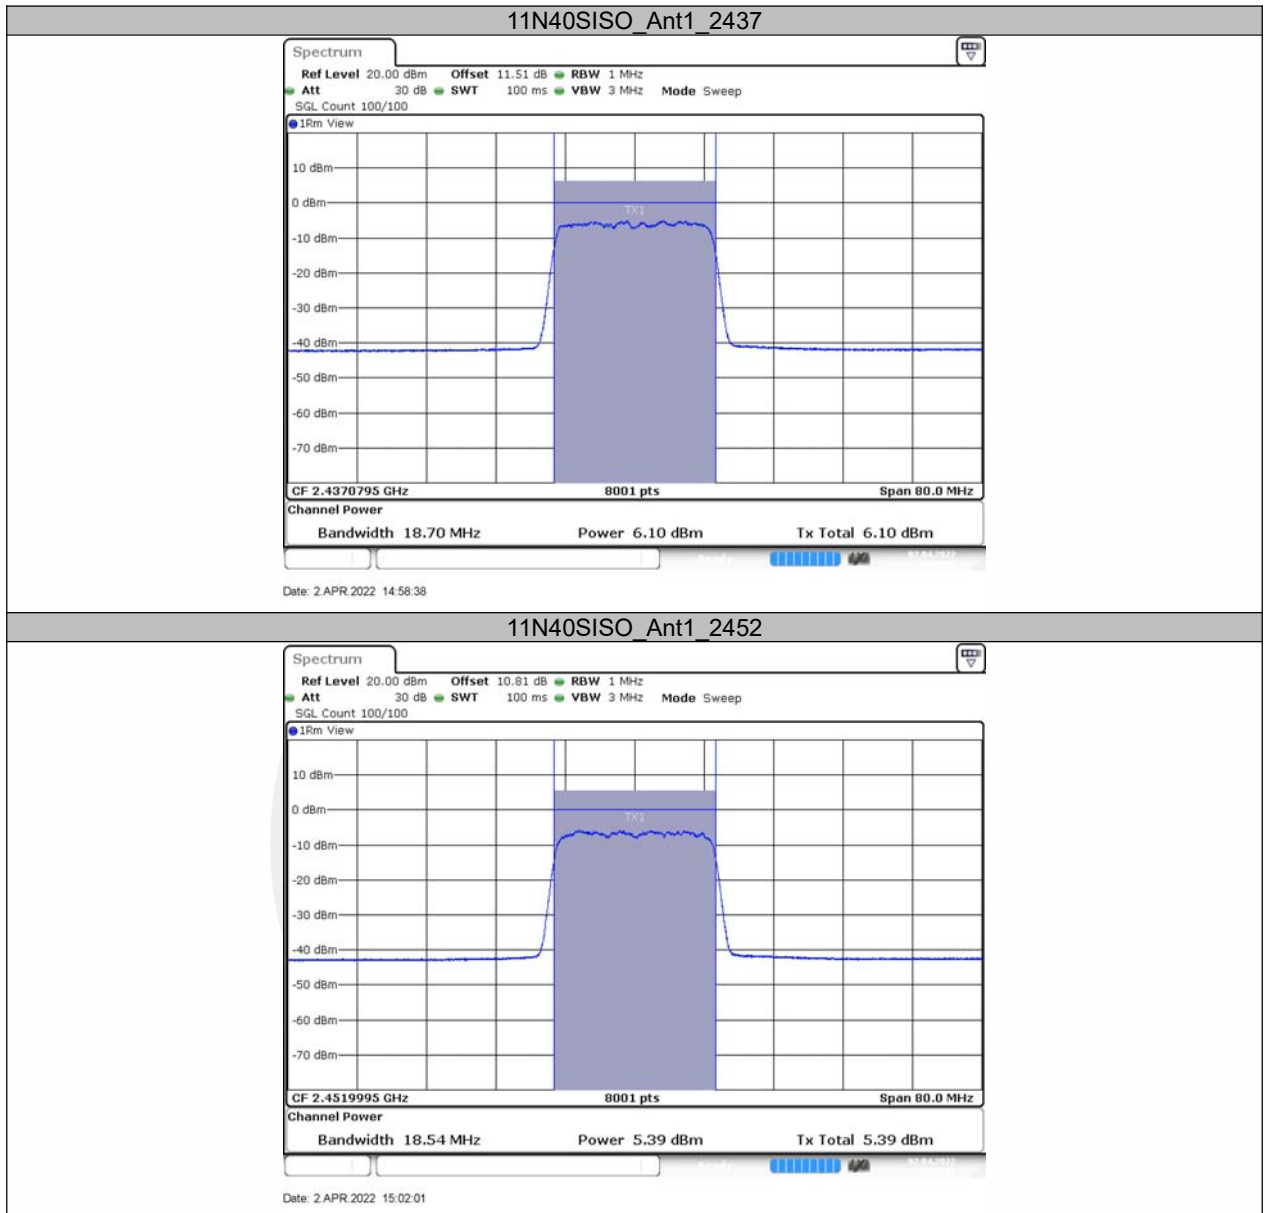 11N40SISO_Ant1_2437
Spectrum
Ref Level 20.00 dBm Offset 11.51 dB RBW 1 MHz
Att 30 dB SWT 100 ms VBW 3 MHz Mode Sweep
SGL Count 100/100
1Rm View
10 dBm
0 dBm
TX1
-10 dBm
-20 dBm
-30 dBm
-40 dBm
-50 dBm
-60 dBm
-70 dBm
CF 2.4370795 GHz 8001 pts Span 80.0 MHz
Channel Power
Bandwidth 18.70 MHz Power 6.10 dBm Tx Total 6.10 dBm
Date: 2.APR.2022 14:58:38
11N40SISO_Ant1_2452
Spectrum
Ref Level 20.00 dBm Offset 10.81 dB RBW 1 MHz
Att 30 dB SWT 100 ms VBW 3 MHz Mode Sweep
SGL Count 100/100
1Rm View
10 dBm
0 dBm
TX1
-10 dBm
-20 dBm
-30 dBm
-40 dBm
-50 dBm
-60 dBm
-70 dBm
CF 2.4519995 GHz 8001 pts Span 80.0 MHz
Channel Power
Bandwidth 18.54 MHz Power 5.39 dBm Tx Total 5.39 dBm
Date: 2.APR.2022 15:02:01